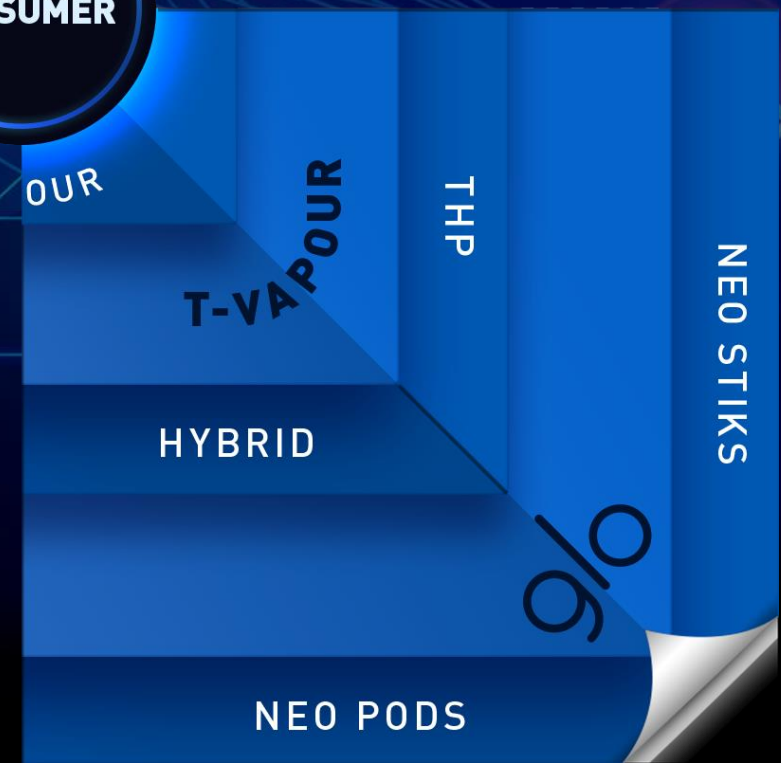 SUMER
OUR
T-VAPOUR
THP
HYBRID
NEO STIKS
NEO PODS